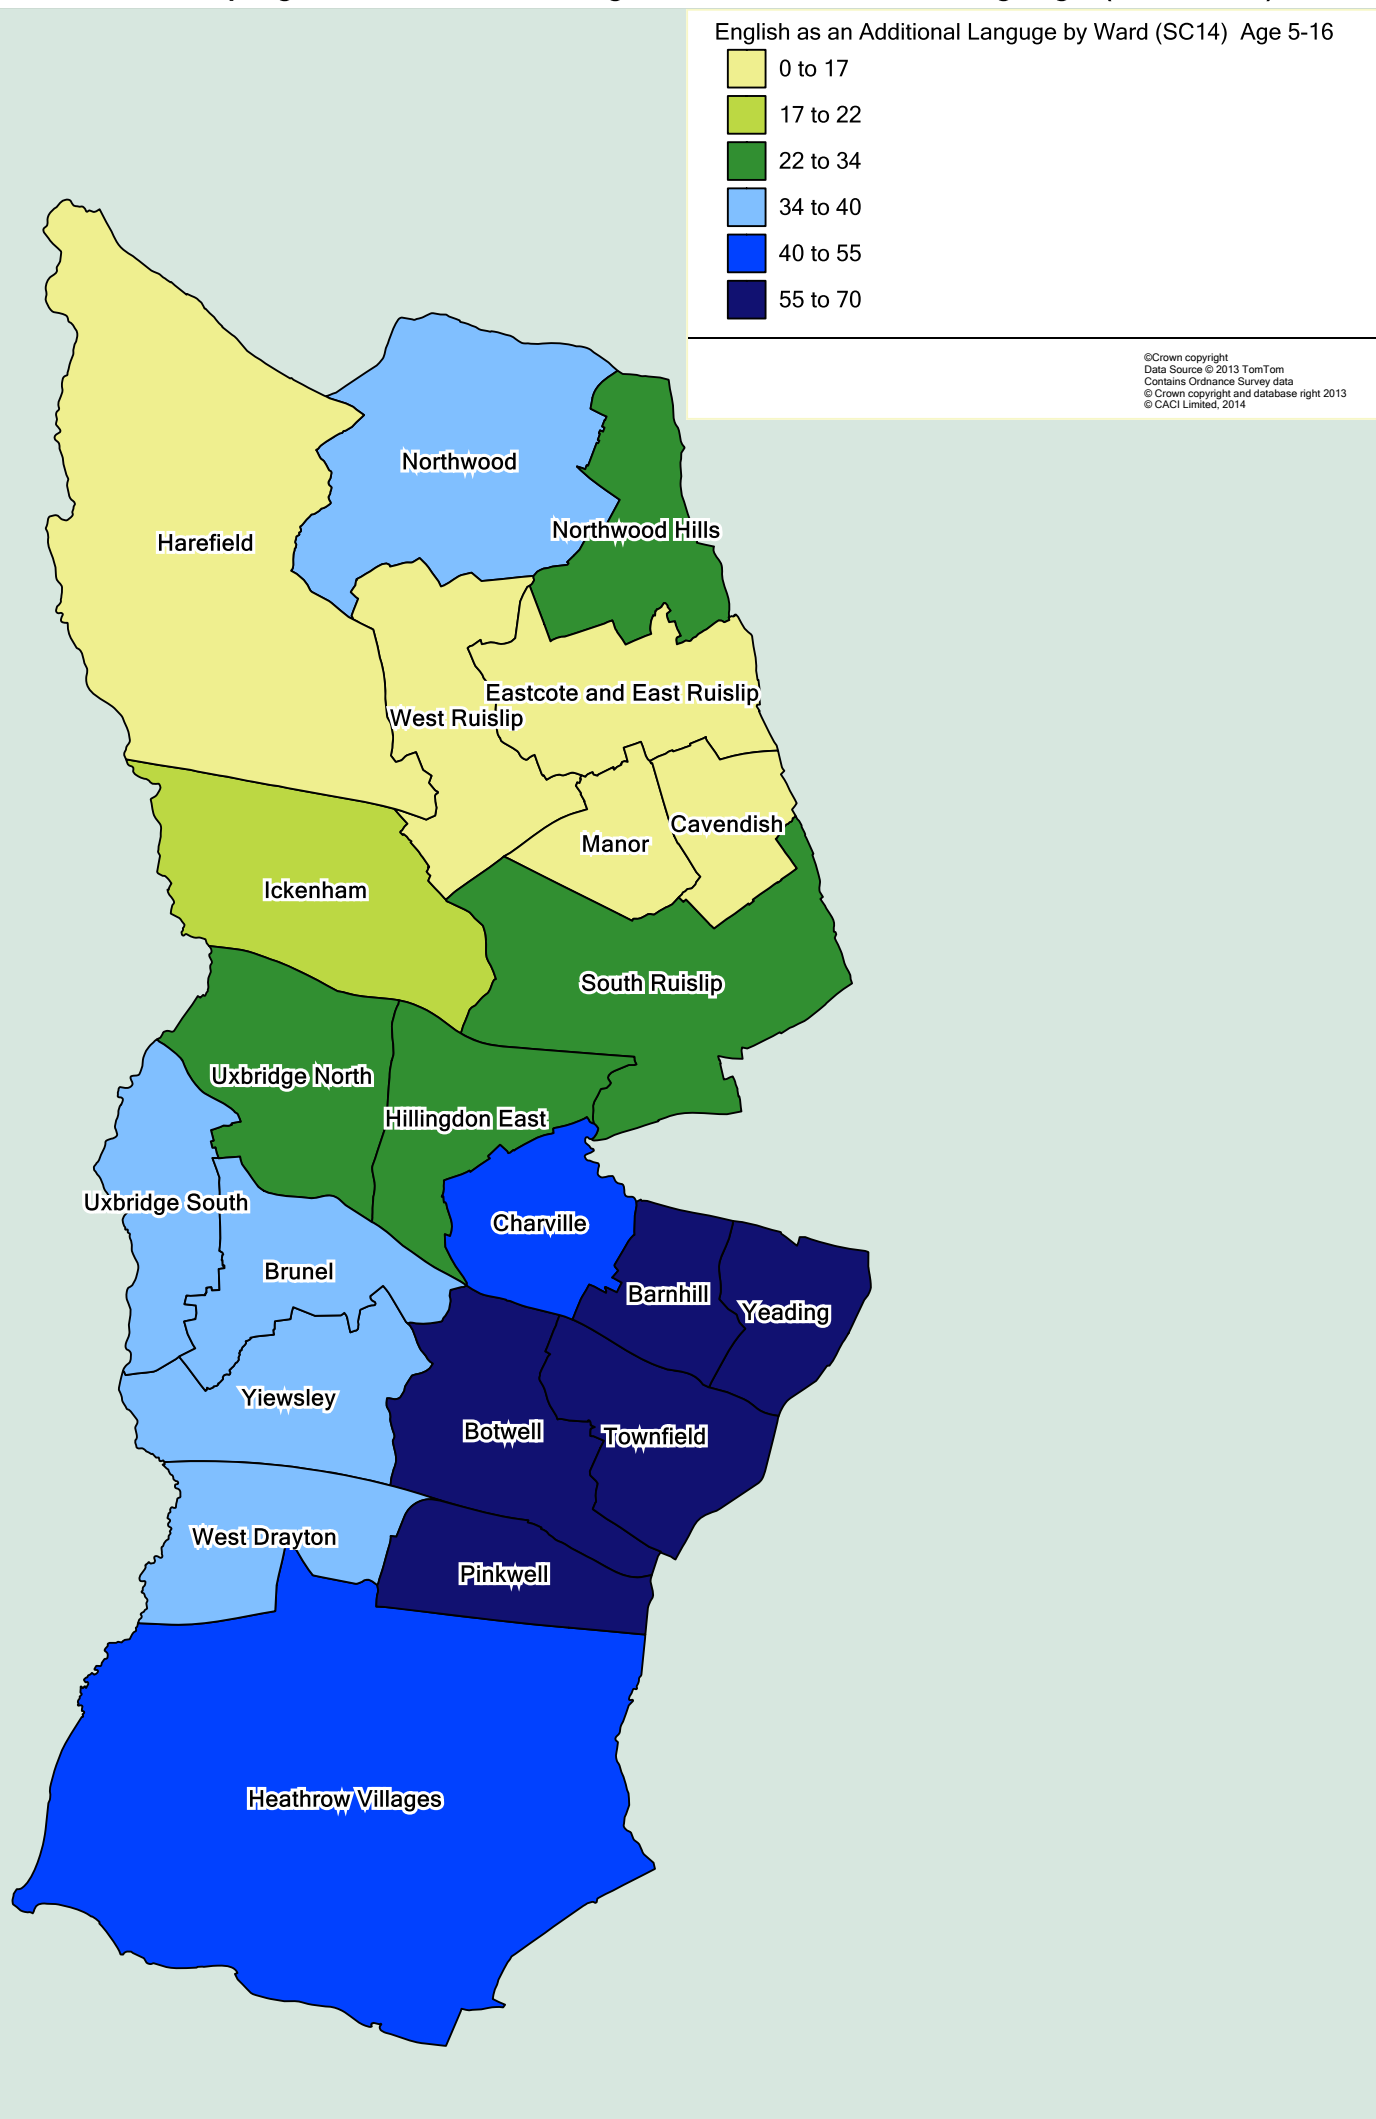 English as an Additional Languge by Ward (SC14)  Age 5-16
0 to 17
17 to 22
22 to 34
34 to 40
40 to 55
55 to 70
©Crown copyright
Data Source © 2013 TomTom
Contains Ordnance Survey data
© Crown copyright and database right 2013
© CACI Limited, 2014
Northwood
Northwood Hills
Harefield
Eastcote and East Ruislip
West Ruislip
Cavendish
Manor
Ickenham
South Ruislip
Uxbridge North
Hillingdon East
Uxbridge South
Charville
Brunel
Barnhill
Yeading
Yiewsley
Botwell
Townfield
West Drayton
Pinkwell
Heathrow Villages